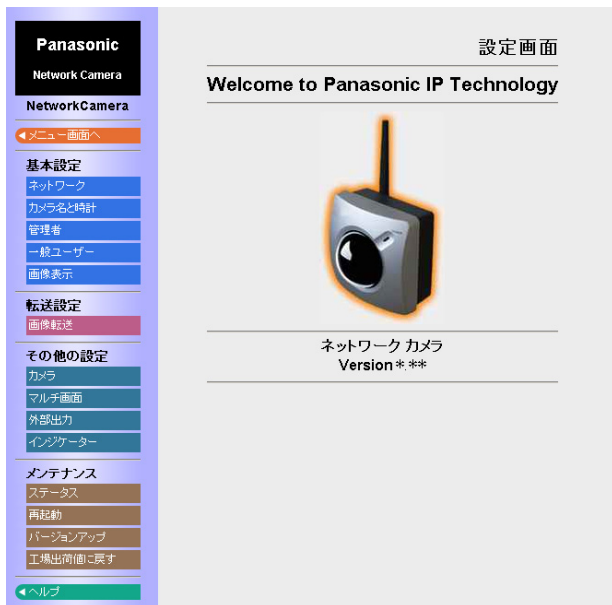 Panasonic
Network Camera
NetworkCamera
メニュー画面へ
基本設定
ネットワーク
カメラ名と時計
管理者
一般ユーザー
画像表示
転送設定
画像転送
その他の設定
カメラ
マルチ画面
外部出力
インジケーター
メンテナンス
ステータス
再起動
バージョンアップ
工場出荷値に戻す
ヘルプ
設定画面
Welcome to Panasonic IP Technology
ネットワーク カメラ
Version＊.＊＊